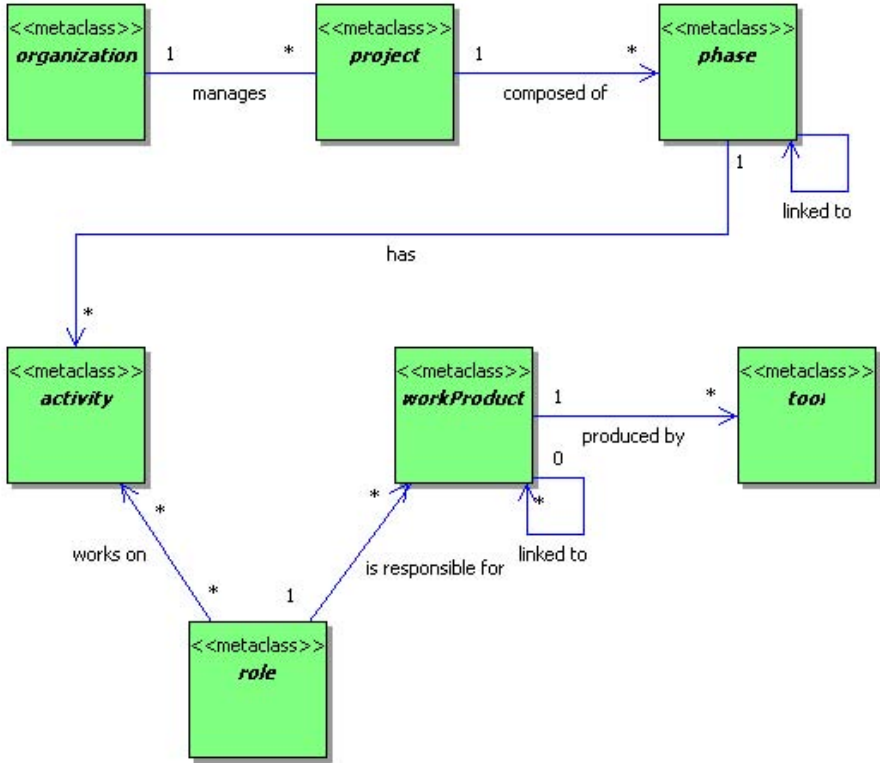 <<metaclass>>
organization
1
*
manages
<<metaclass>>
project
1
*
composed of
<<metaclass>>
phase
1
linked to
has
*
<<metaclass>>
activity
<<metaclass>>
workProduct
1
*
produced by
<<metaclass>>
tool
0
*
linked to
*
works on
*
*
is responsible for
1
<<metaclass>>
role